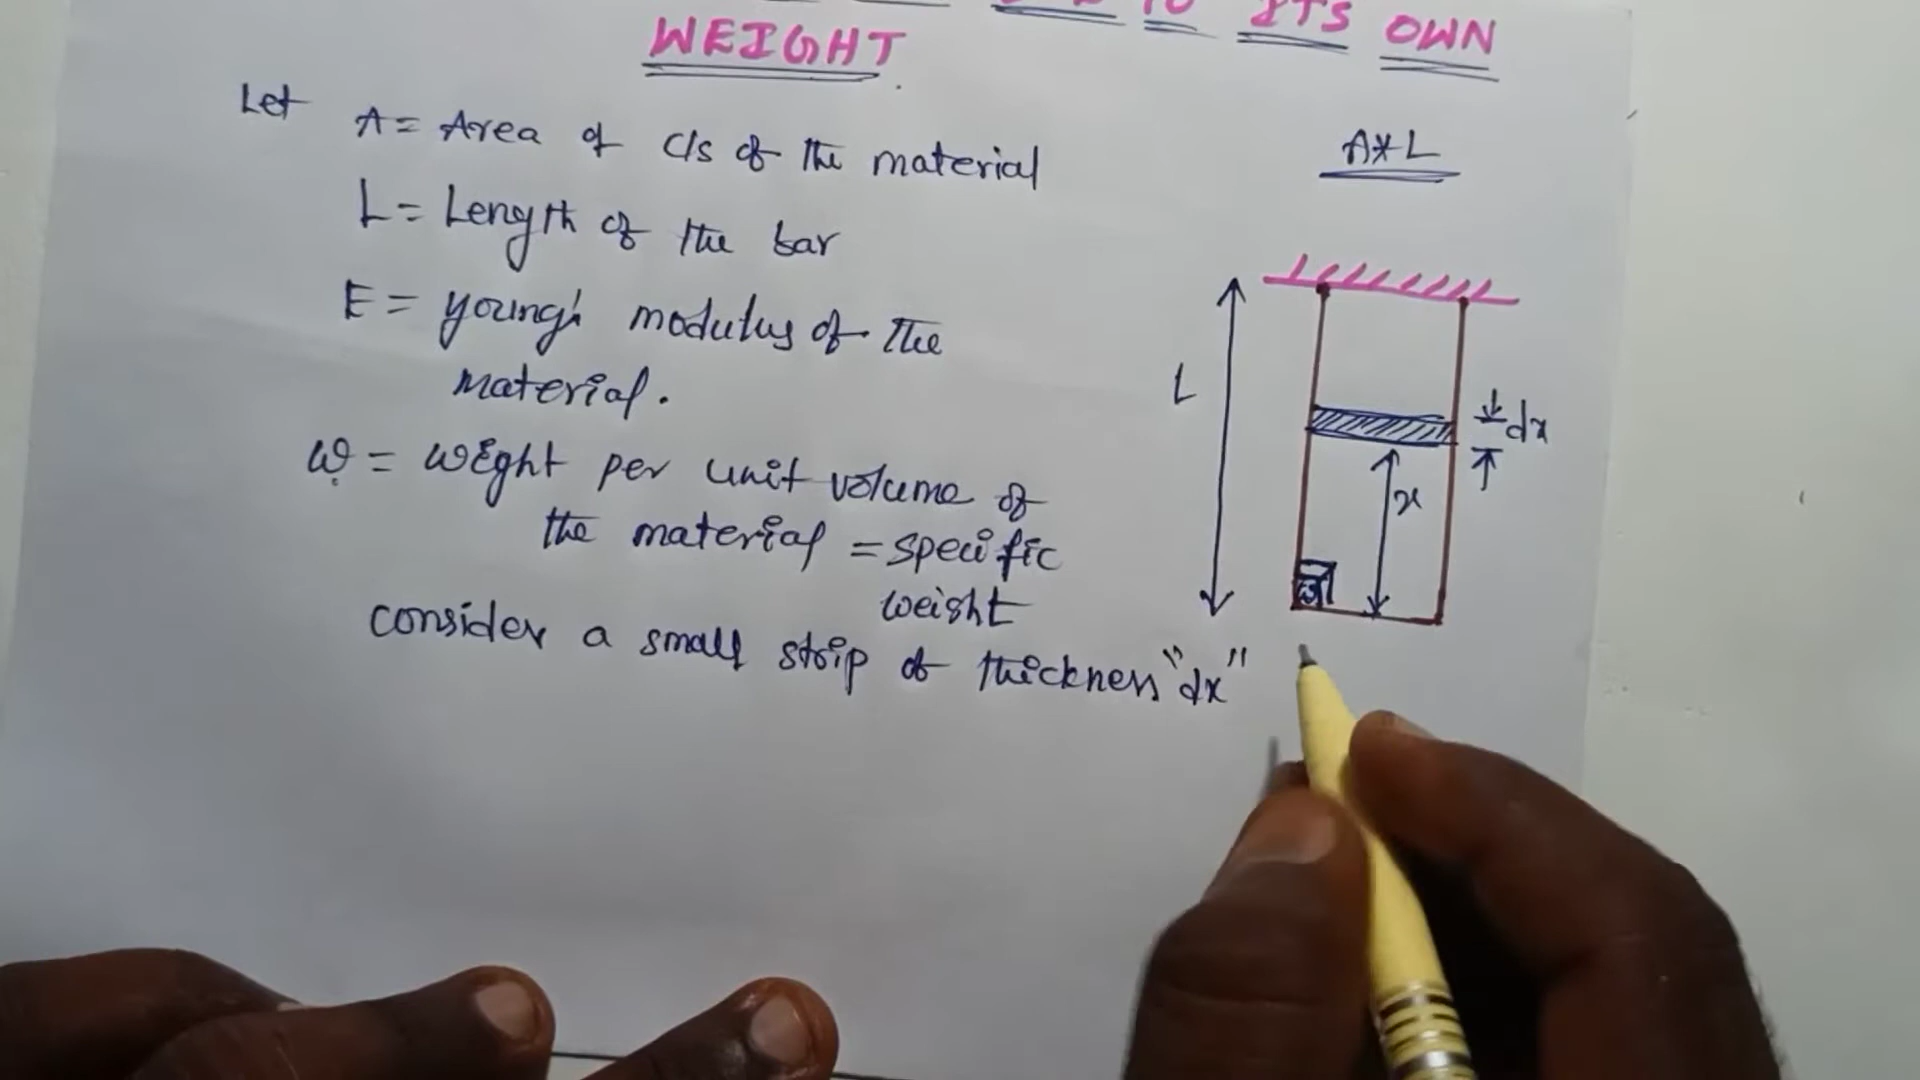 TO ITS OWN
WEIGHT.
Let A = Area of c/s of the material
L = Length of the bar
E = young's modulus of the
material.
w = weight per unit volume of
the material = specific
weight
consider a small strip of thickness "dx"
A*L
L
dx
x
w